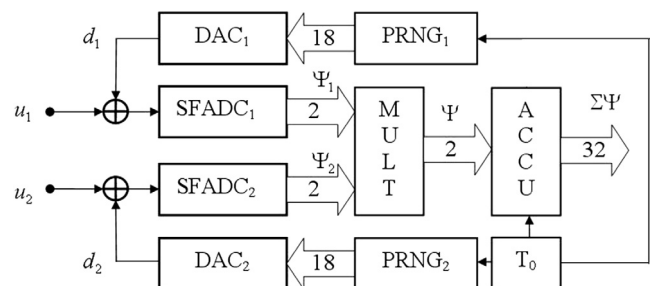 d₁ DAC₁ 18 PRNG₁
Ψ₁ ΣΨ
u₁ SFADC₁ 2 M U L T Ψ 2 A C C U 32
Ψ₂
u₂ SFADC₂ 2
d₂ DAC₂ 18 PRNG₂ T₀